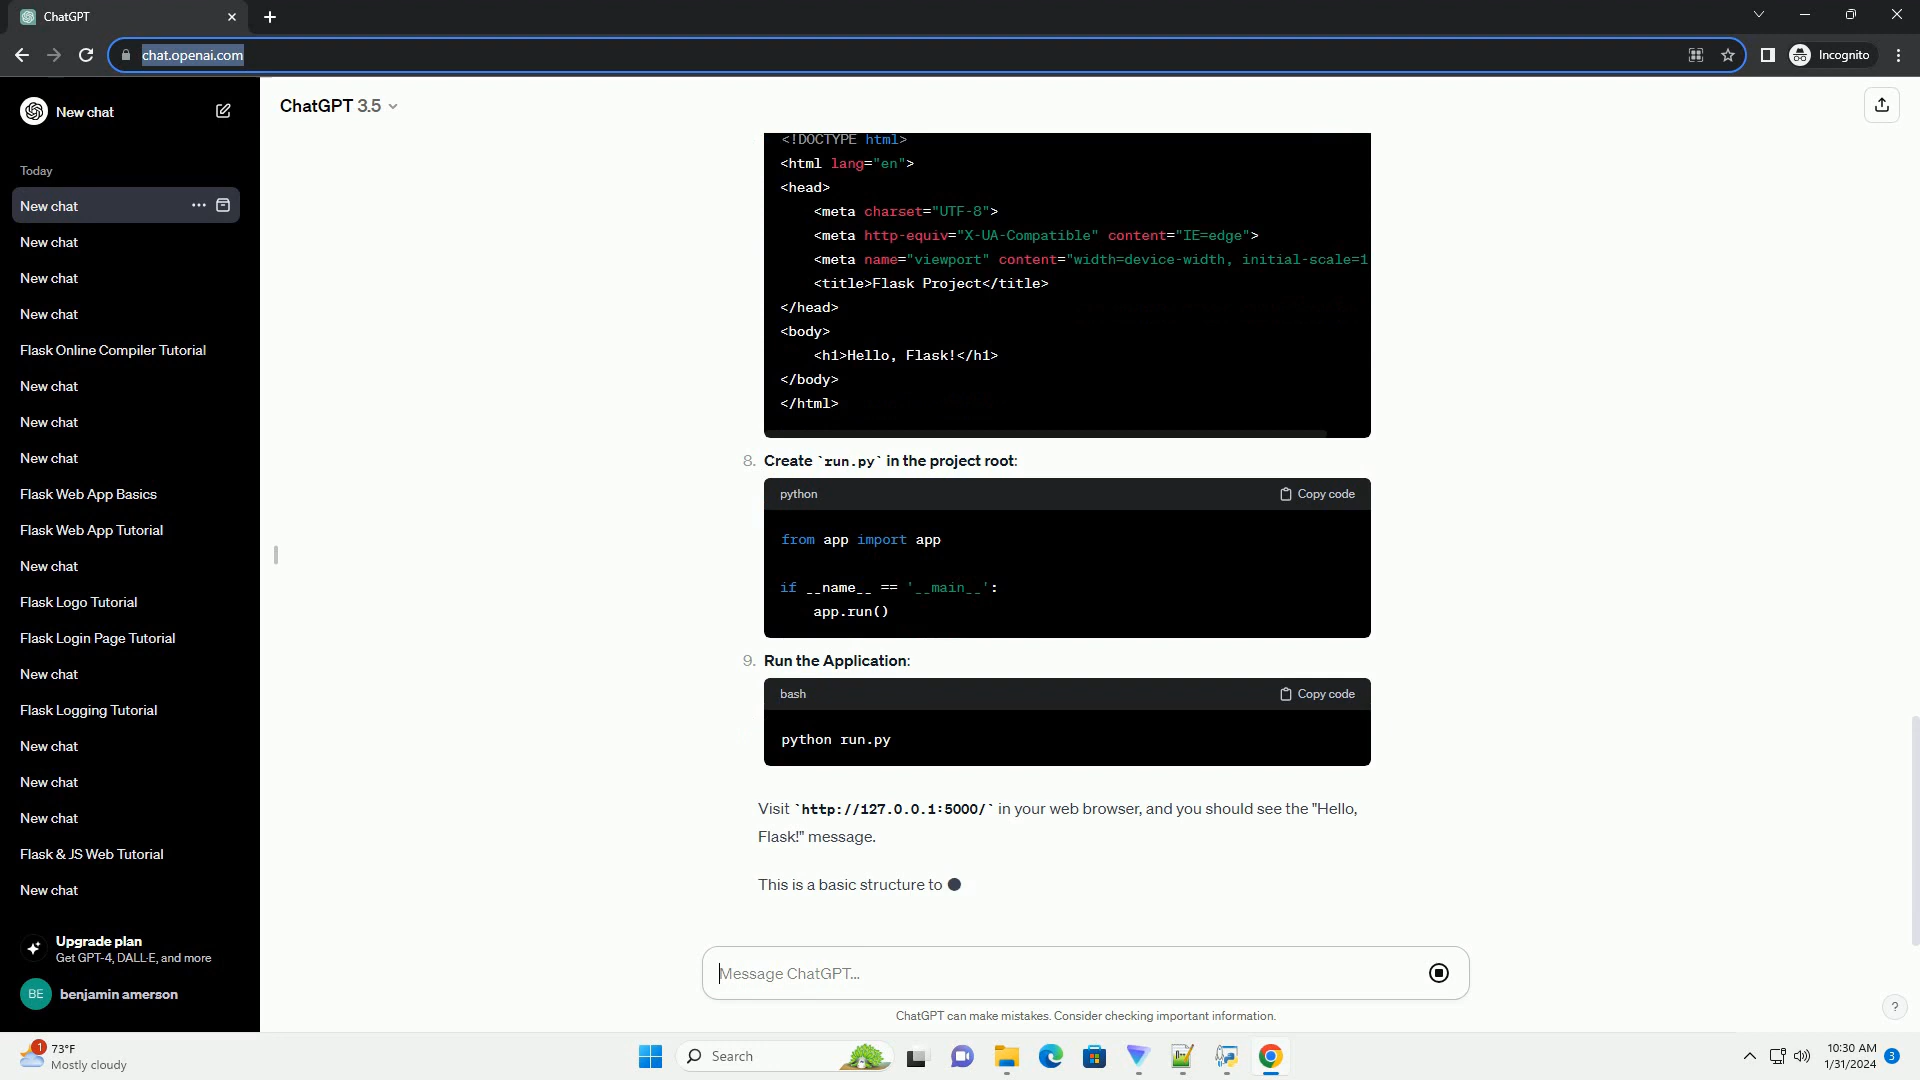 ChatGPT
chat.openai.com
Incognito
New chat
Today
New chat
New chat
New chat
New chat
Flask Online Compiler Tutorial
New chat
New chat
New chat
Flask Web App Basics
Flask Web App Tutorial
New chat
Flask Logo Tutorial
Flask Login Page Tutorial
New chat
Flask Logging Tutorial
New chat
New chat
New chat
Flask & JS Web Tutorial
New chat
Upgrade plan
Get GPT-4, DALL·E, and more
BE
benjamin amerson
ChatGPT 3.5
<!DOCTYPE html>
<html lang="en">
<head>
<meta charset="UTF-8">
<meta http-equiv="X-UA-Compatible" content="IE=edge">
<meta name="viewport" content="width=device-width, initial-scale=1
<title>Flask Project</title>
</head>
<body>
<h1>Hello, Flask!</h1>
</body>
</html>
8. Create `run.py` in the project root:
python Copy code
from app import app
if __name__ == '__main__':
app.run()
9. Run the Application:
bash Copy code
python run.py
Visit `http://127.0.0.1:5000/` in your web browser, and you should see the "Hello,
Flask!" message.
This is a basic structure to
Message ChatGPT...
ChatGPT can make mistakes. Consider checking important information.
?
1
73°F
Mostly cloudy
Search
10:30 AM
1/31/2024
3